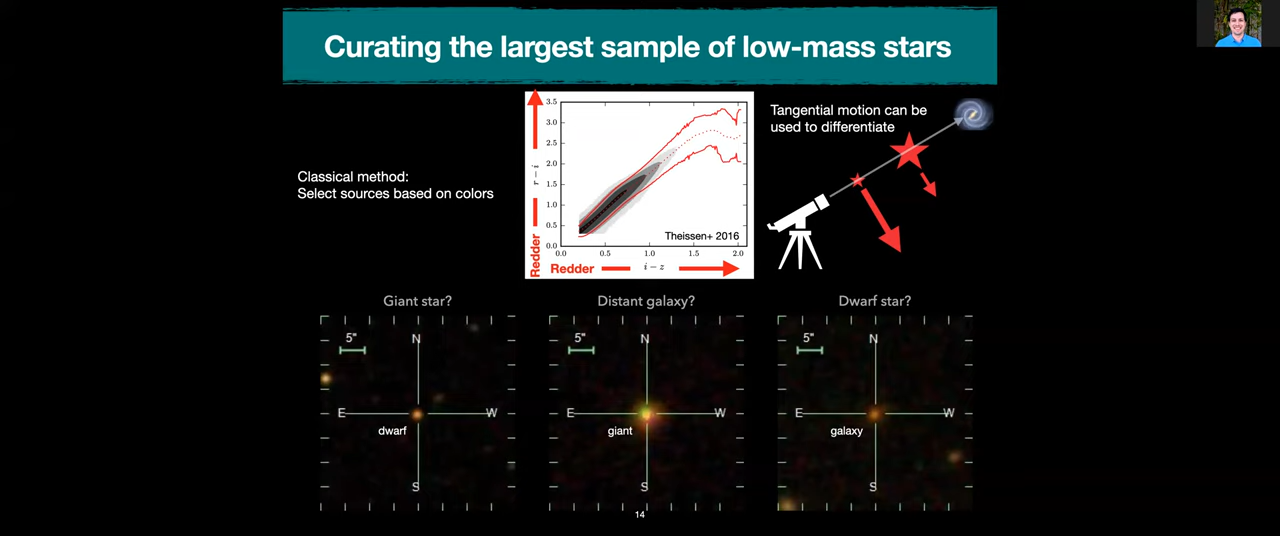 Curating the largest sample of low-mass stars
Classical method:
Select sources based on colors
Redder
r − i
3.5
3.0
2.5
2.0
1.5
1.0
0.5
0.0
0.0 0.5 1.0 1.5 2.0
Theissen+ 2016
Redder i − z
Tangential motion can be
used to differentiate
Giant star?
5"
N
E W
dwarf
S
Distant galaxy?
5"
N
E W
giant
S
Dwarf star?
5"
N
E W
galaxy
S
14